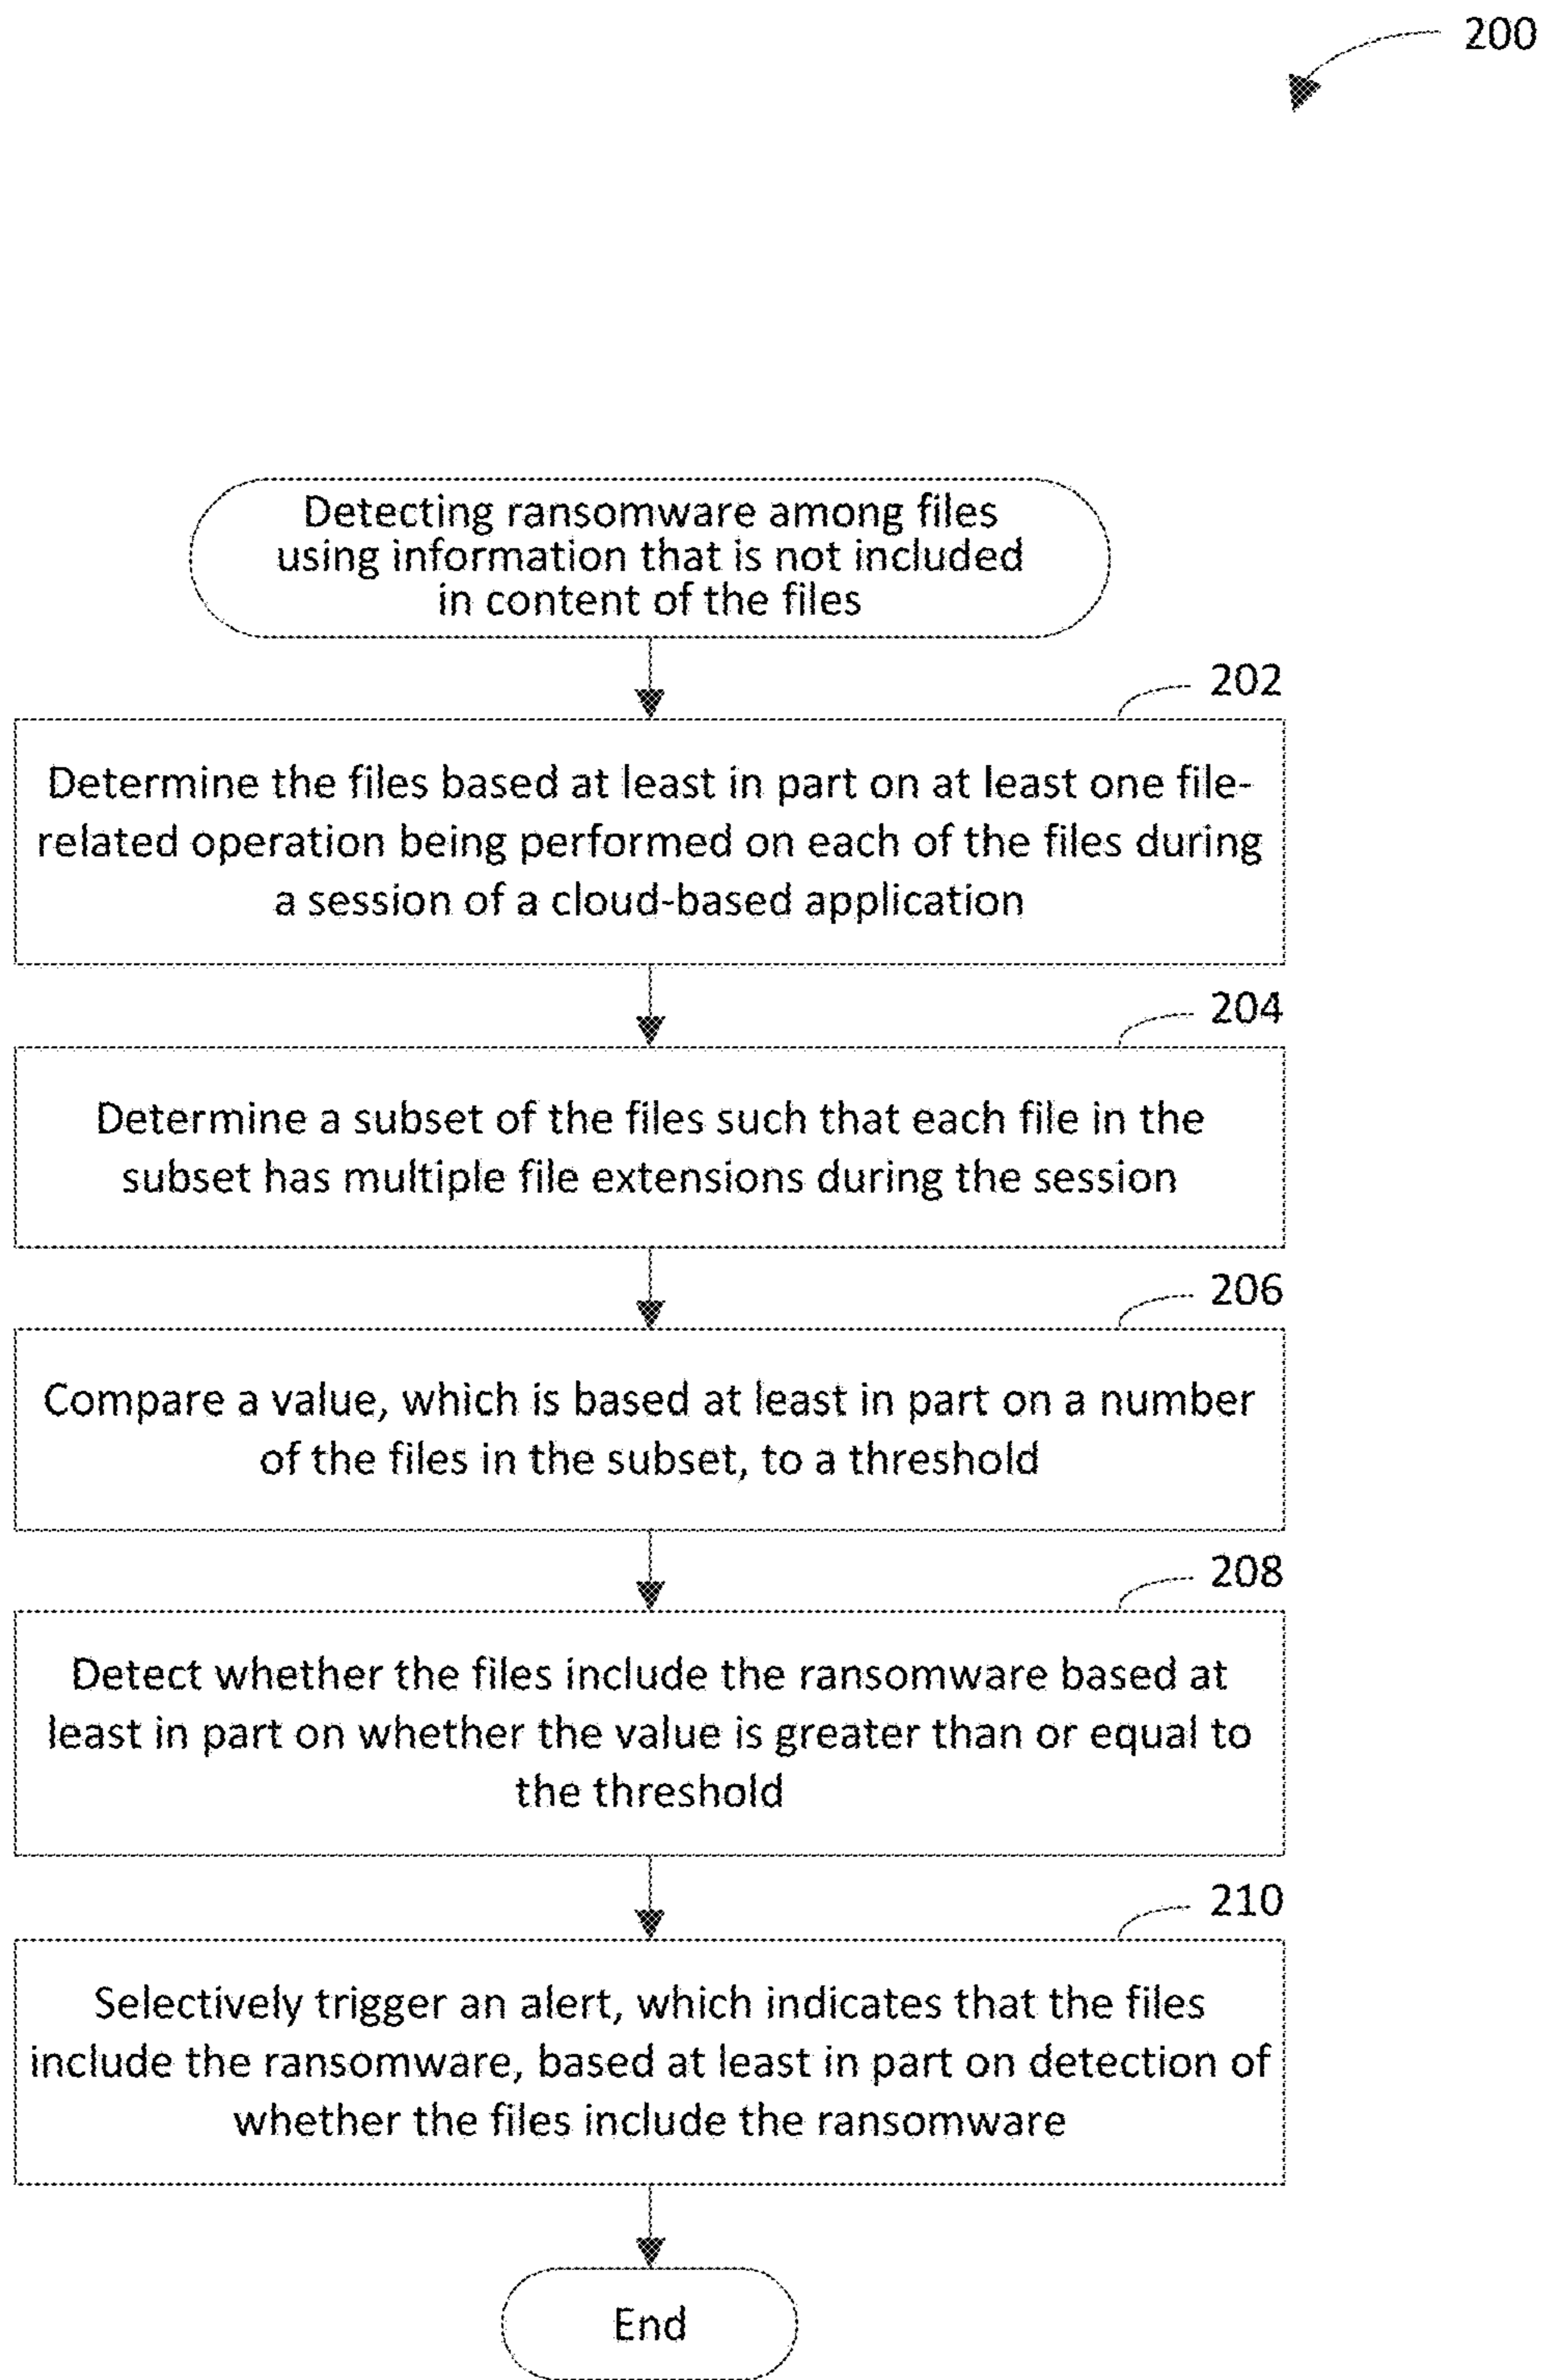 200
Detecting ransomware among files
using information that is not included
in content of the files
202
Determine the files based at least in part on at least one file-
related operation being performed on each of the files during
a session of a cloud-based application
204
Determine a subset of the files such that each file in the
subset has multiple file extensions during the session
206
Compare a value, which is based at least in part on a number
of the files in the subset, to a threshold
208
Detect whether the files include the ransomware based at
least in part on whether the value is greater than or equal to
the threshold
210
Selectively trigger an alert, which indicates that the files
include the ransomware, based at least in part on detection of
whether the files include the ransomware
End